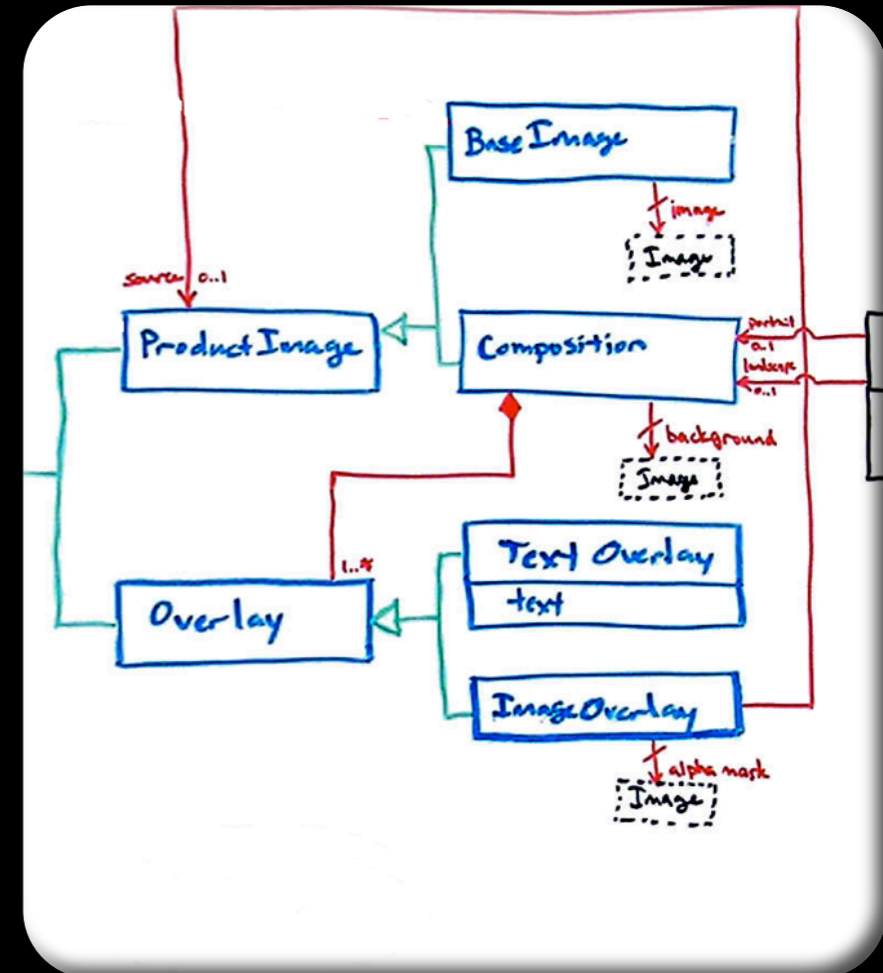 BaseImage
image
Image
source 0..1
ProductImage
Composition
portrait
0..1
landscape
0..1
background
Image
1..*
Text Overlay
text
Overlay
ImageOverlay
alpha mask
Image